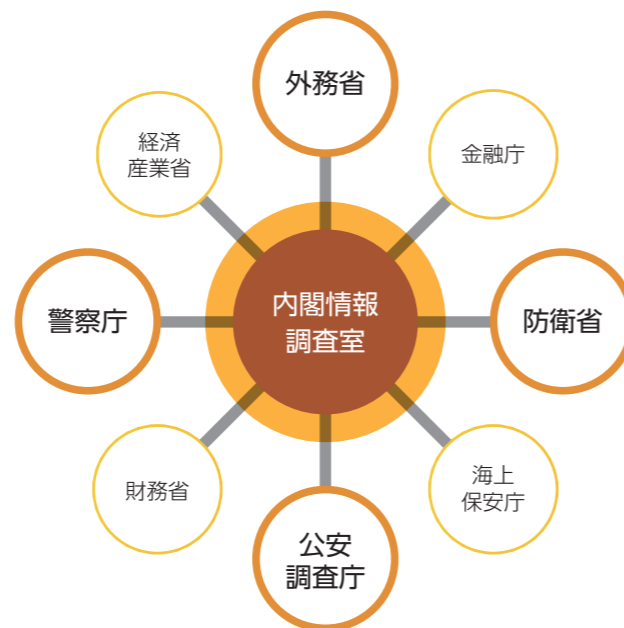 外務省
経済
産業省
金融庁
警察庁
内閣情報
調査室
防衛省
財務省
海上
保安庁
公安
調査庁